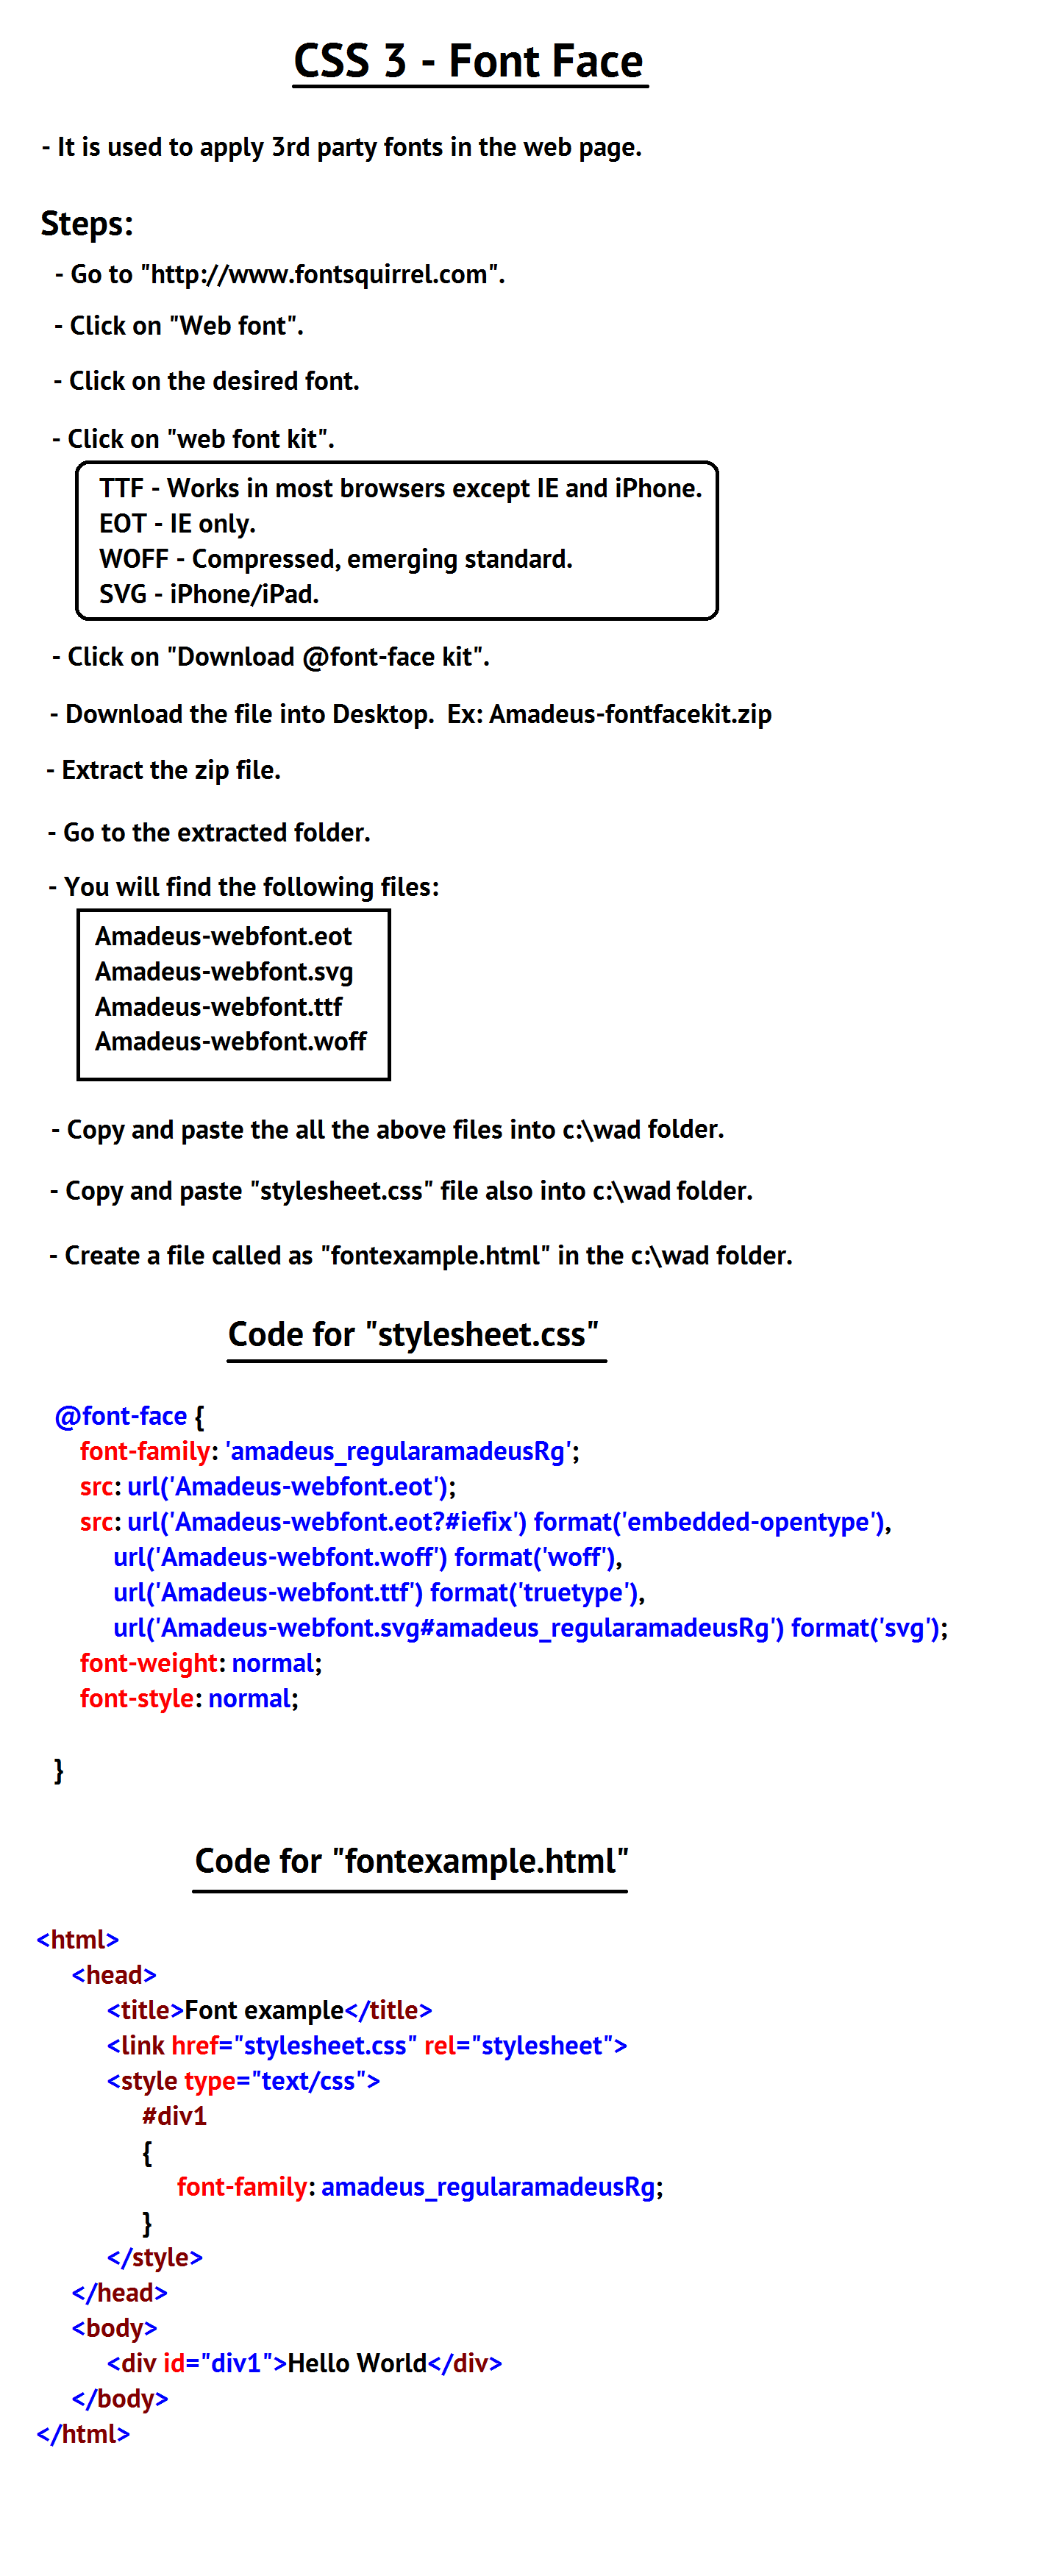 CSS 3 - Font Face
- It is used to apply 3rd party fonts in the web page.
Steps:
- Go to "http://www.fontsquirrel.com".
- Click on "Web font".
- Click on the desired font.
- Click on "web font kit".
TTF - Works in most browsers except IE and iPhone.
EOT - IE only.
WOFF - Compressed, emerging standard.
SVG - iPhone/iPad.
- Click on "Download @font-face kit".
- Download the file into Desktop.  Ex: Amadeus-fontfacekit.zip
- Extract the zip file.
- Go to the extracted folder.
- You will find the following files:
Amadeus-webfont.eot
Amadeus-webfont.svg
Amadeus-webfont.ttf
Amadeus-webfont.woff
- Copy and paste the all the above files into c:\wad folder.
- Copy and paste "stylesheet.css" file also into c:\wad folder.
- Create a file called as "fontexample.html" in the c:\wad folder.
Code for "stylesheet.css"
@font-face {
font-family: 'amadeus_regularamadeusRg';
src: url('Amadeus-webfont.eot');
src: url('Amadeus-webfont.eot?#iefix') format('embedded-opentype'),
url('Amadeus-webfont.woff') format('woff'),
url('Amadeus-webfont.ttf') format('truetype'),
url('Amadeus-webfont.svg#amadeus_regularamadeusRg') format('svg');
font-weight: normal;
font-style: normal;
}
Code for "fontexample.html"
<html>
<head>
<title>Font example</title>
<link href="stylesheet.css" rel="stylesheet">
<style type="text/css">
#div1
{
font-family: amadeus_regularamadeusRg;
}
</style>
</head>
<body>
<div id="div1">Hello World</div>
</body>
</html>